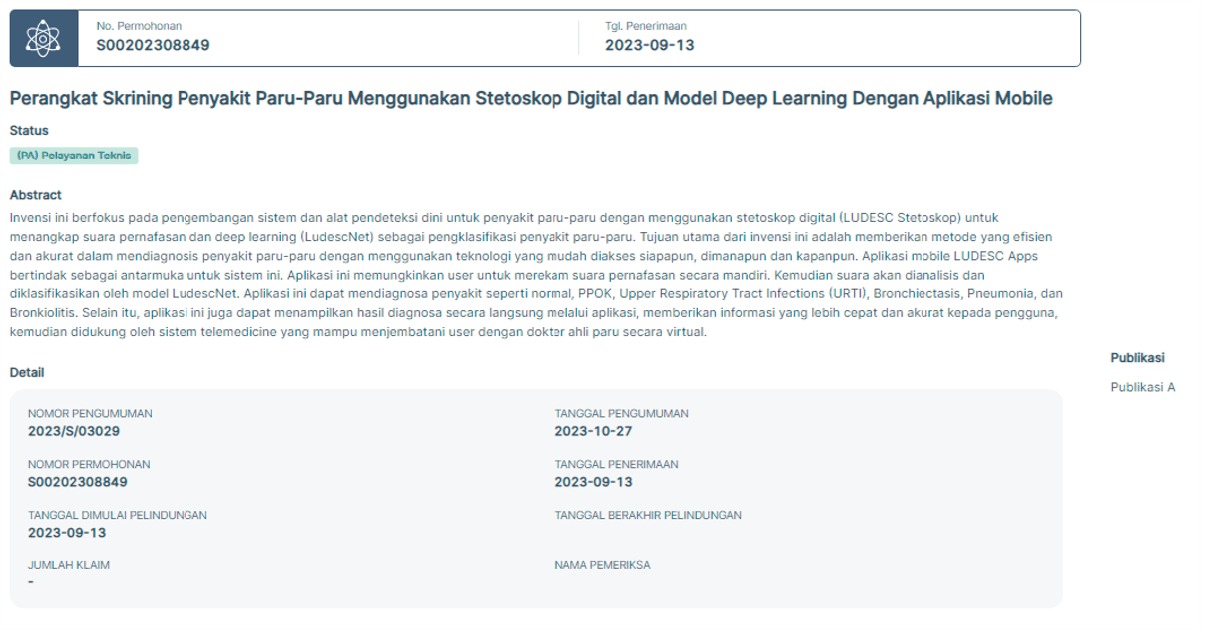 No. Permohonan
S00202308849
Tgl. Penerimaan
2023-09-13
Perangkat Skrining Penyakit Paru-Paru Menggunakan Stetoskop Digital dan Model Deep Learning Dengan Aplikasi Mobile
Status
(PA) Pelayanan Teknis
Abstract
Invensi ini berfokus pada pengembangan sistem dan alat pendeteksi dini untuk penyakit paru-paru dengan menggunakan stetoskop digital (LUDESC Stetoskop) untuk
menangkap suara pernafasan dan deep learning (LudescNet) sebagai pengklasifikasi penyakit paru-paru. Tujuan utama dari invensi ini adalah memberikan metode yang efisien
dan akurat dalam mendiagnosis penyakit paru-paru dengan menggunakan teknologi yang mudah diakses siapapun, dimanapun dan kapanpun. Aplikasi mobile LUDESC Apps
bertindak sebagai antarmuka untuk sistem ini. Aplikasi ini memungkinkan user untuk merekam suara pernafasan secara mandiri. Kemudian suara akan dianalisis dan
diklasifikasikan oleh model LudescNet. Aplikasi ini dapat mendiagnosa penyakit seperti normal, PPOK, Upper Respiratory Tract Infections (URTI), Bronchiectasis, Pneumonia, dan
Bronkiolitis. Selain itu, aplikasi ini juga dapat menampilkan hasil diagnosa secara langsung melalui aplikasi, memberikan informasi yang lebih cepat dan akurat kepada pengguna,
kemudian didukung oleh sistem telemedicine yang mampu menjembatani user dengan dokter ahli paru secara virtual.
Publikasi
Publikasi A
Detail
NOMOR PENGUMUMAN
2023/S/03029
TANGGAL PENGUMUMAN
2023-10-27
NOMOR PERMOHONAN
S00202308849
TANGGAL PENERIMAAN
2023-09-13
TANGGAL DIMULAI PELINDUNGAN
2023-09-13
TANGGAL BERAKHIR PELINDUNGAN
JUMLAH KLAIM
-
NAMA PEMERIKSA